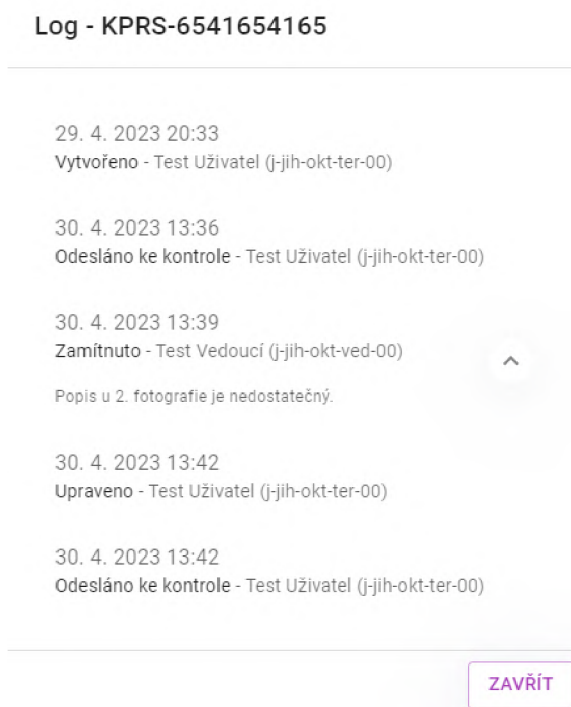 Log - KPRS-6541654165
29. 4. 2023 20:33
Vytvořeno - Test Uživatel (j-jih-okt-ter-00)
30. 4. 2023 13:36
Odesláno ke kontrole - Test Uživatel (j-jih-okt-ter-00)
30. 4. 2023 13:39
Zamítnuto - Test Vedoucí (j-jih-okt-ved-00)
Popis u 2. fotografie je nedostatečný.
30. 4. 2023 13:42
Upraveno - Test Uživatel (j-jih-okt-ter-00)
30. 4. 2023 13:42
Odesláno ke kontrole - Test Uživatel (j-jih-okt-ter-00)
ZAVŘÍT